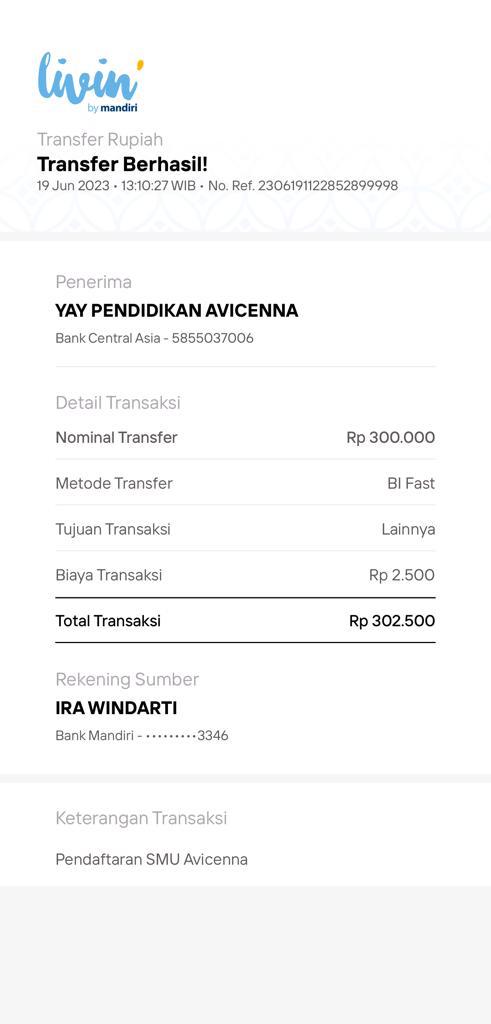 livin'
by mandiri
Transfer Rupiah
Transfer Berhasil!
19 Jun 2023 • 13:10:27 WIB • No. Ref. 2306191122852899998
Penerima
YAY PENDIDIKAN AVICENNA
Bank Central Asia - 5855037006
Detail Transaksi
Nominal Transfer Rp 300.000
Metode Transfer BI Fast
Tujuan Transaksi Lainnya
Biaya Transaksi Rp 2.500
Total Transaksi Rp 302.500
Rekening Sumber
IRA WINDARTI
Bank Mandiri - •••••••••3346
Keterangan Transaksi
Pendaftaran SMU Avicenna